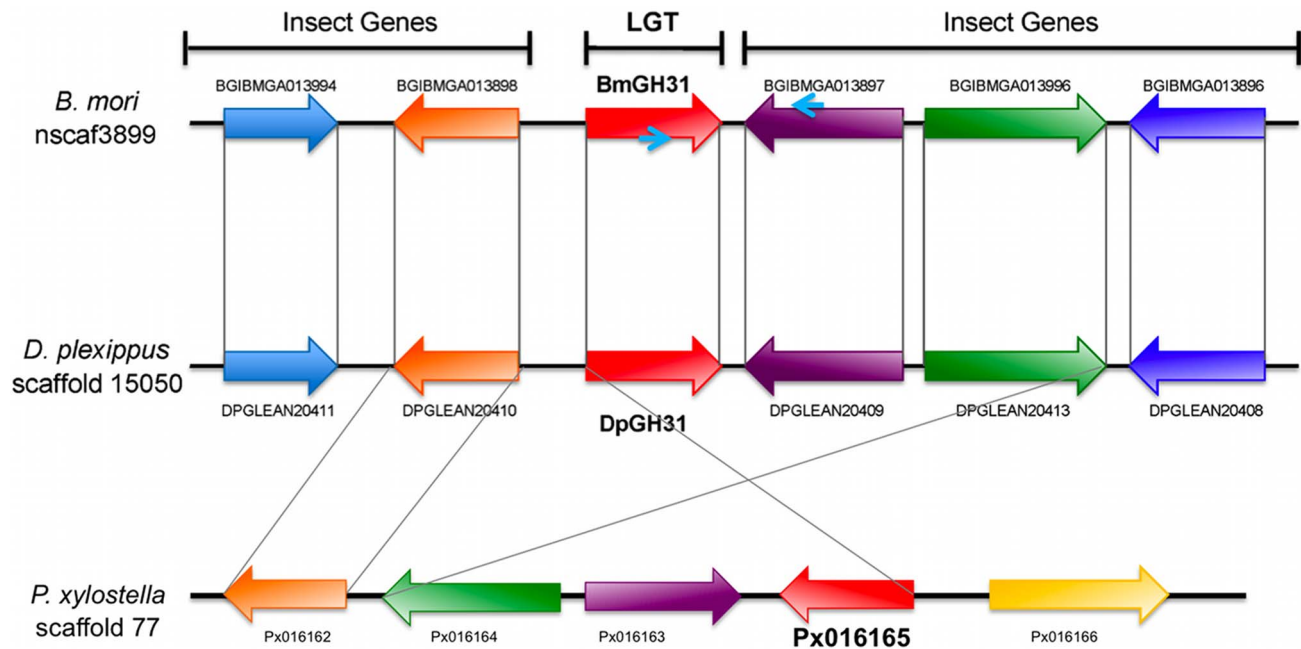 Insect Genes LGT Insect Genes
BGIBMGA013994 BGIBMGA013898 BmGH31 BGIBMGA013897 BGIBMGA013996 BGIBMGA013896
B. mori
nscaf3899
D. plexippus
scaffold 15050
DPGLEAN20411 DPGLEAN20410 DpGH31 DPGLEAN20409 DPGLEAN20413 DPGLEAN20408
P. xylostella
scaffold 77
Px016162 Px016164 Px016163 Px016165 Px016166